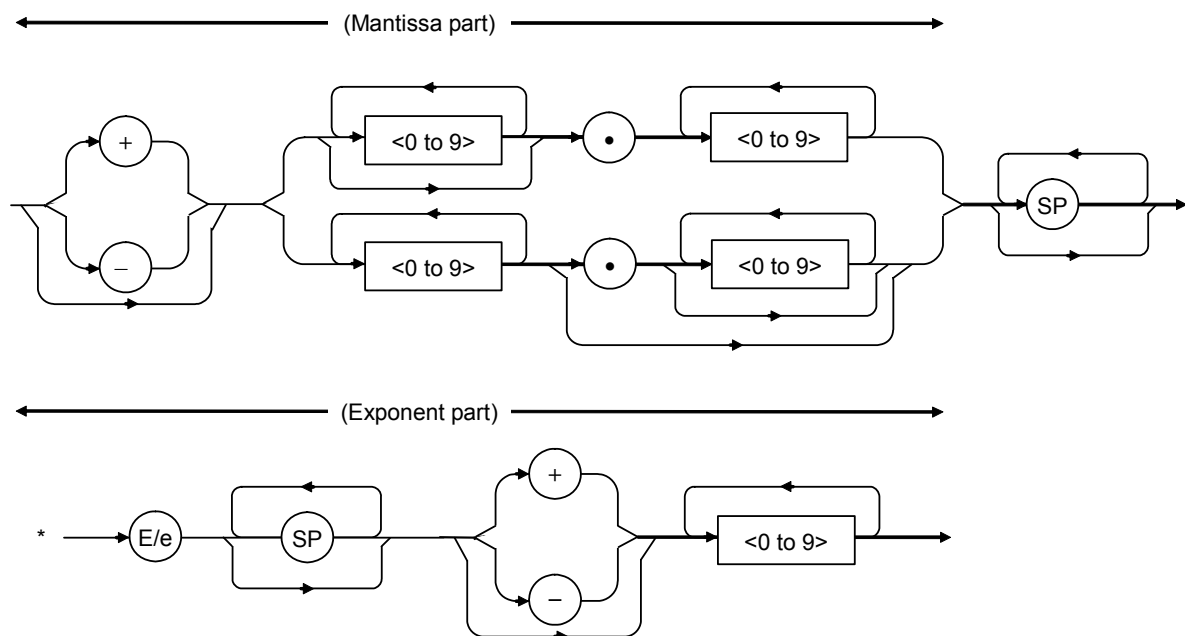 (Mantissa part)
+
<0 to 9> • <0 to 9>
SP
−
<0 to 9> • <0 to 9>
(Exponent part)
+
* E/e SP <0 to 9>
−